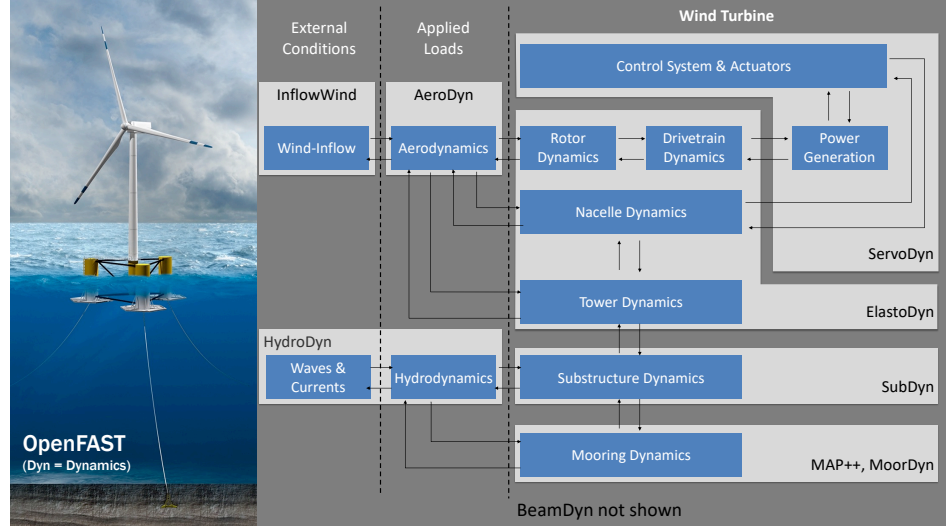 External
Conditions
Applied
Loads
Wind Turbine
Control System & Actuators
InflowWind
AeroDyn
Wind-Inflow
Aerodynamics
Rotor
Dynamics
Drivetrain
Dynamics
Power
Generation
Nacelle Dynamics
ServoDyn
Tower Dynamics
ElastoDyn
HydroDyn
Waves &
Currents
Hydrodynamics
Substructure Dynamics
SubDyn
Mooring Dynamics
MAP++, MoorDyn
BeamDyn not shown
OpenFAST
(Dyn = Dynamics)